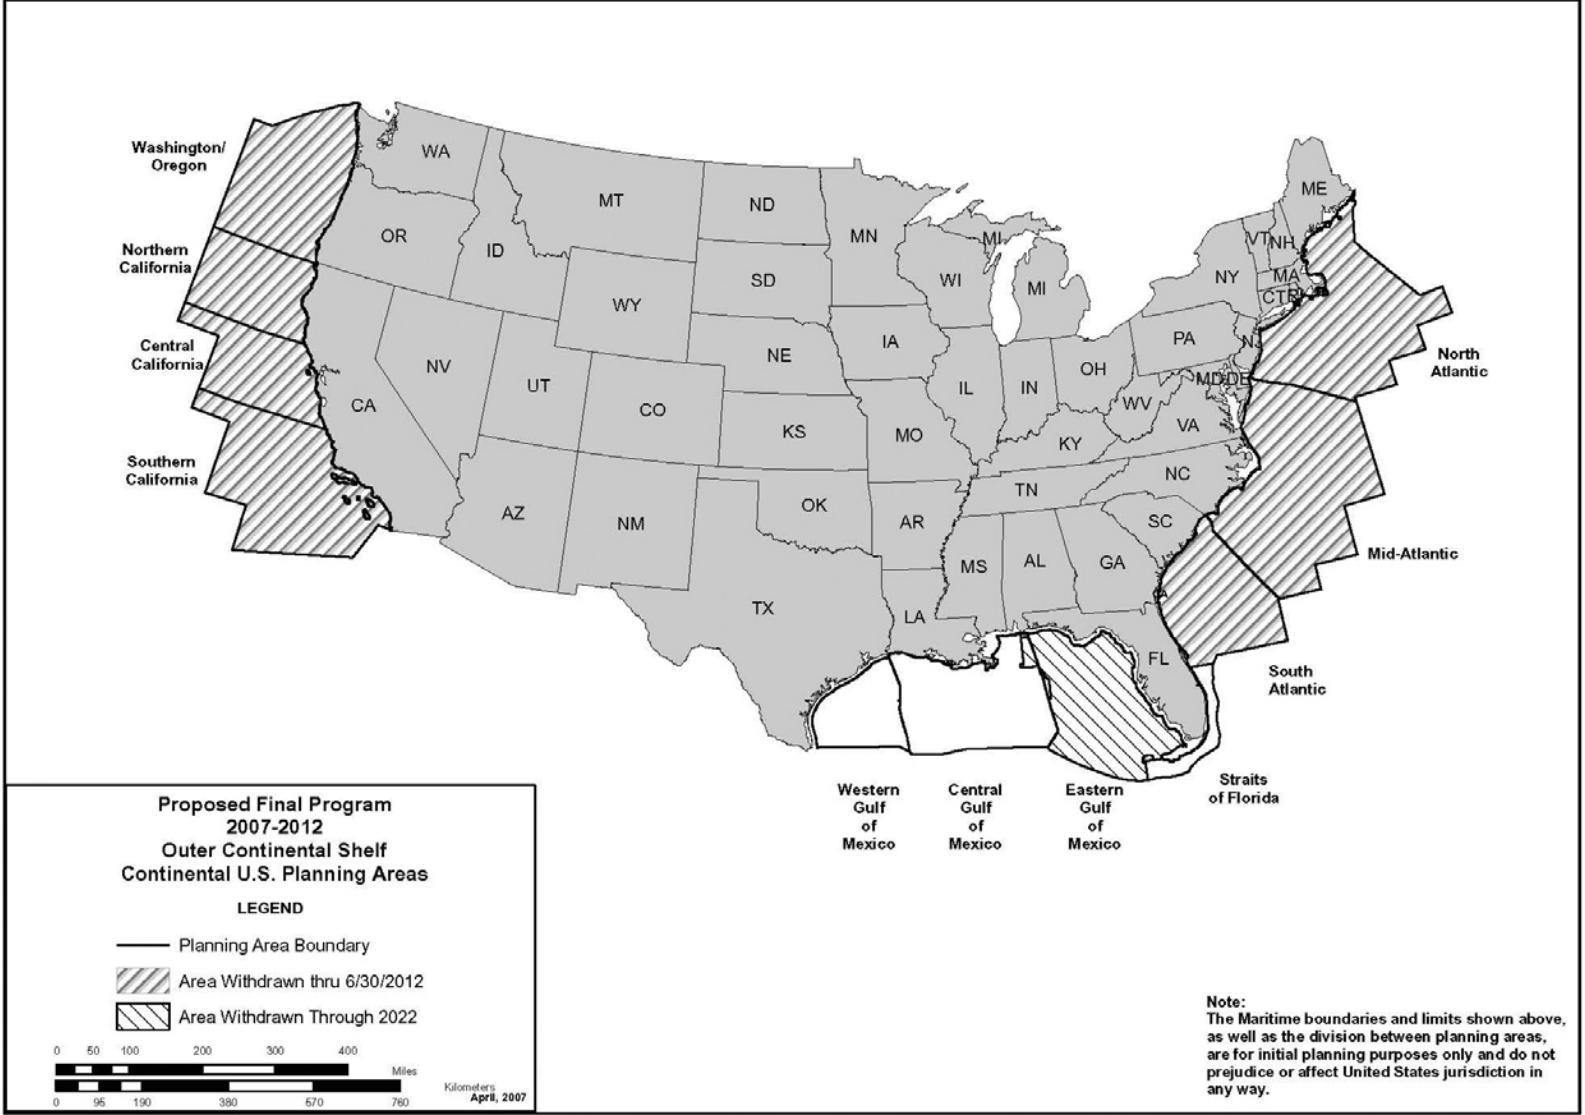 Washington/
Oregon
Northern
California
Central
California
Southern
California
WA
OR
ID
MT
ND
MN
WI
MI
MI
SD
WY
NE
IA
NV
UT
CO
CA
KS
MO
IL
IN
OH
KY
WV
VA
PA
NY
VT
NH
ME
MA
CT
RI
NJ
MD
DE
NC
TN
SC
AZ
NM
OK
AR
MS
AL
GA
TX
LA
FL
North
Atlantic
Mid-Atlantic
South
Atlantic
Straits
of Florida
Western
Gulf
of
Mexico
Central
Gulf
of
Mexico
Eastern
Gulf
of
Mexico
Proposed Final Program
2007-2012
Outer Continental Shelf
Continental U.S. Planning Areas
LEGEND
Planning Area Boundary
Area Withdrawn thru 6/30/2012
Area Withdrawn Through 2022
0 50 100 200 300 400
Miles
Kilometers
0 95 190 380 570 760
April, 2007
Note:
The Maritime boundaries and limits shown above,
as well as the division between planning areas,
are for initial planning purposes only and do not
prejudice or affect United States jurisdiction in
any way.